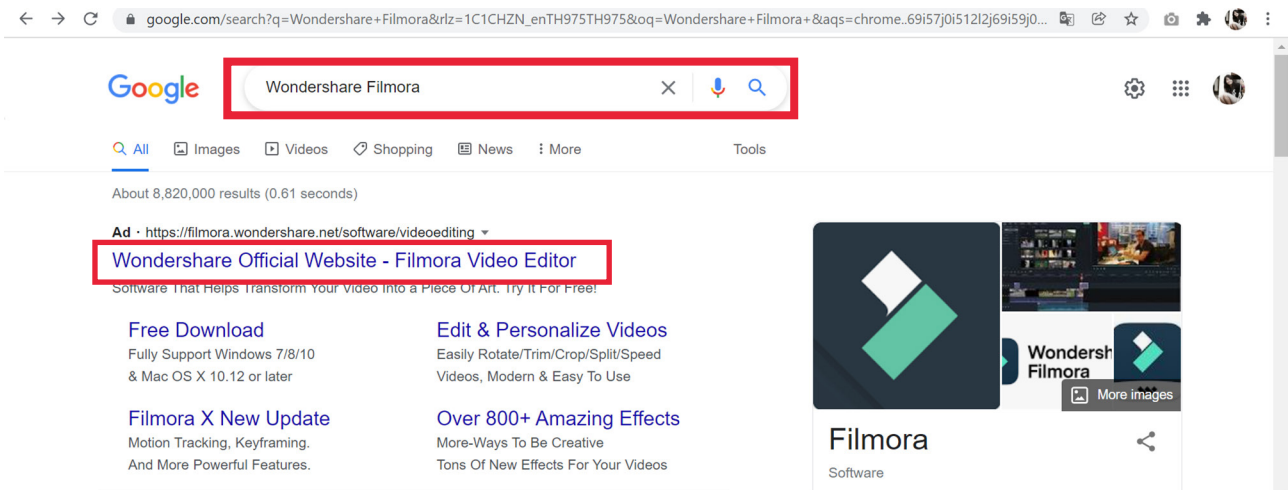 google.com/search?q=Wondershare+Filmora&rlz=1C1CHZN_enTH975TH975&oq=Wondershare+Filmora+&aqs=chrome..69i57j0i512l2j69i59j0...
Google
Wondershare Filmora
All Images Videos Shopping News More Tools
About 8,820,000 results (0.61 seconds)
Ad · https://filmora.wondershare.net/software/videoediting
Wondershare Official Website - Filmora Video Editor
Software That Helps Transform Your Video Into a Piece Of Art. Try It For Free!
Free Download
Fully Support Windows 7/8/10
& Mac OS X 10.12 or later
Edit & Personalize Videos
Easily Rotate/Trim/Crop/Split/Speed
Videos, Modern & Easy To Use
Filmora X New Update
Motion Tracking, Keyframing.
And More Powerful Features.
Over 800+ Amazing Effects
More-Ways To Be Creative
Tons Of New Effects For Your Videos
Wondersh
Filmora
More images
Filmora
Software